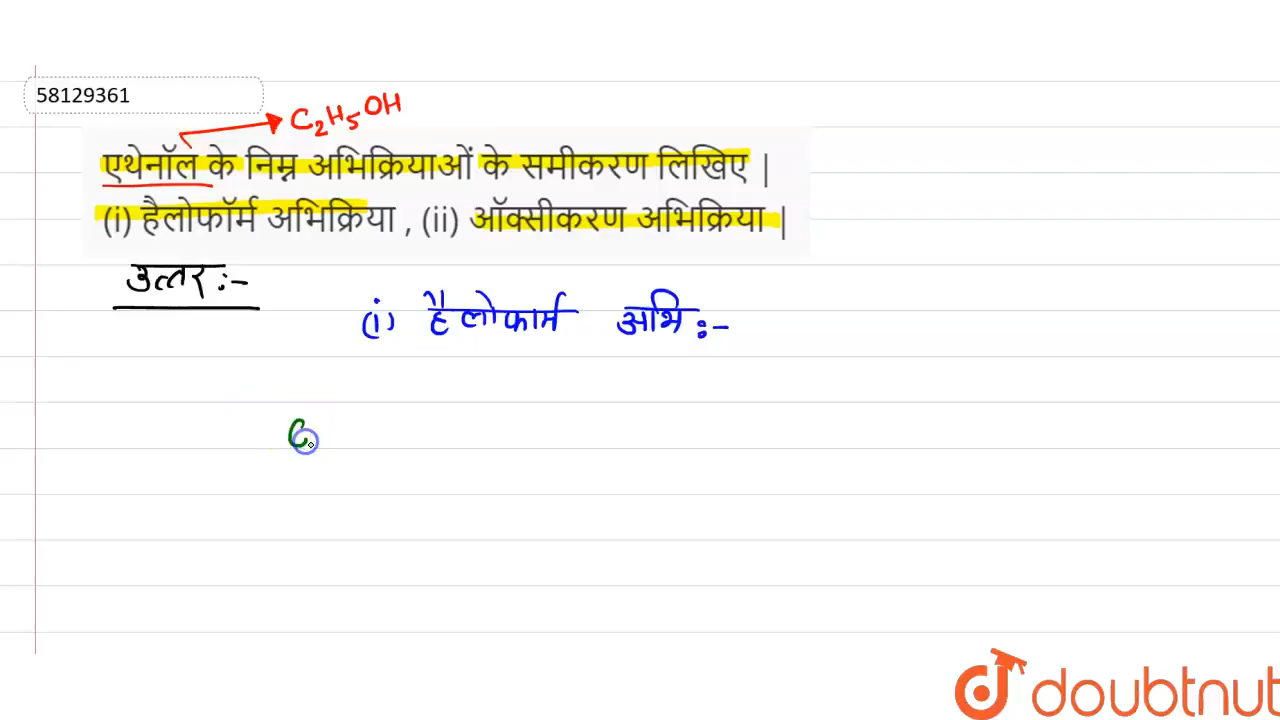 58129361
C2H5OH
एथेनॉल के निम्न अभिक्रियाओं के समीकरण लिखिए |
(i) हैलोफॉर्म अभिक्रिया , (ii) ऑक्सीकरण अभिक्रिया |
उत्तर :-
(i) हैलोफार्म अभि :-
C
doubtnut